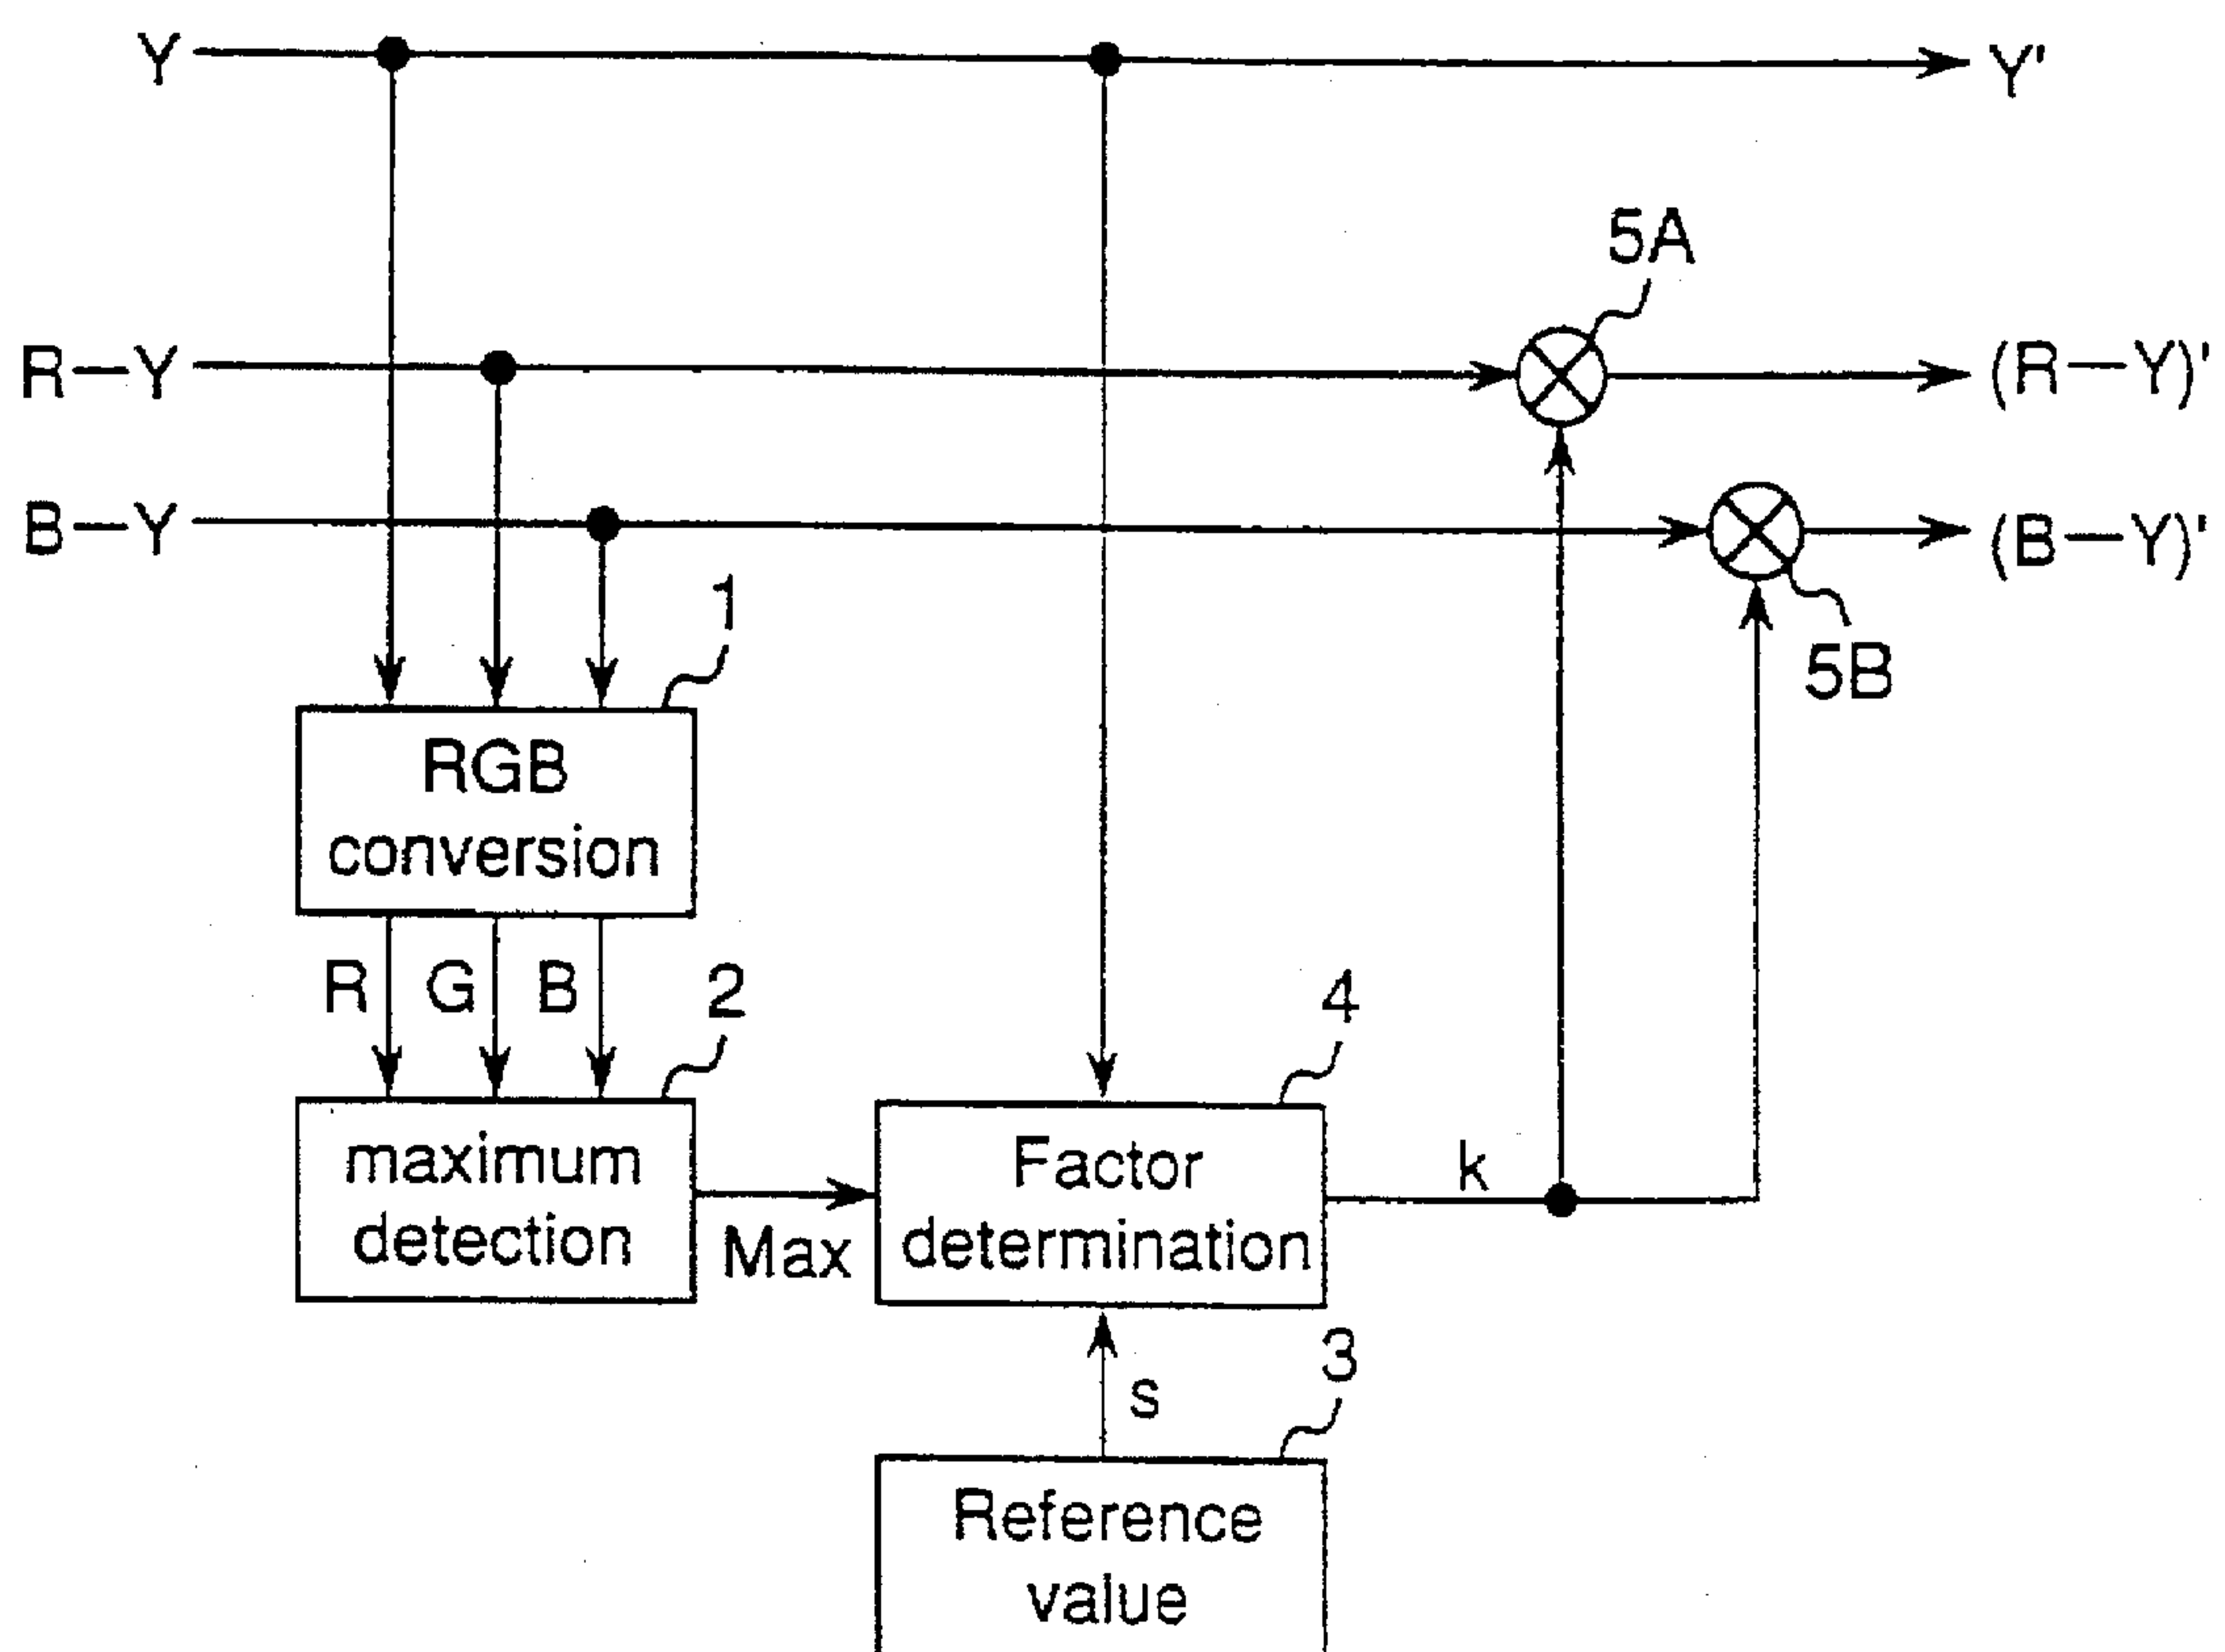 Y
Y'
5A
R—Y
(R—Y)'
B—Y
(B—Y)'
1
5B
RGB
conversion
R
G
B
2
4
maximum
detection
Max
Factor
determination
k
s
3
Reference
value